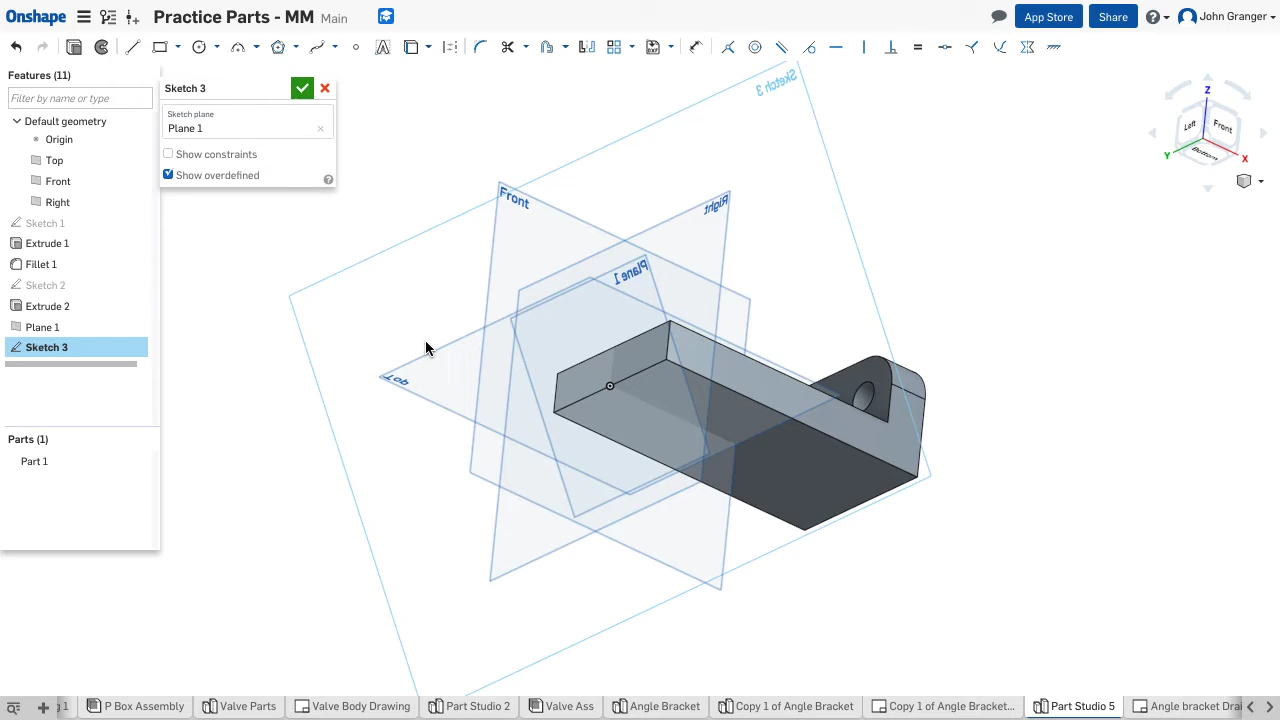 Onshape
Practice Parts - MM
Main
App Store
Share
John Granger
Features (11)
Filter by name or type
Default geometry
Origin
Top
Front
Right
Sketch 1
Extrude 1
Fillet 1
Sketch 2
Extrude 2
Plane 1
Sketch 3
Parts (1)
Part 1
Sketch 3
Sketch plane
Plane 1
Show constraints
Show overdefined
Sketch 3
Front
Right
Plane 1
Top
Z
Left
Front
Bottom
Y
X
P Box Assembly
Valve Parts
Valve Body Drawing
Part Studio 2
Valve Ass
Angle Bracket
Copy 1 of Angle Bracket
Copy 1 of Angle Bracket...
Part Studio 5
Angle bracket Dra